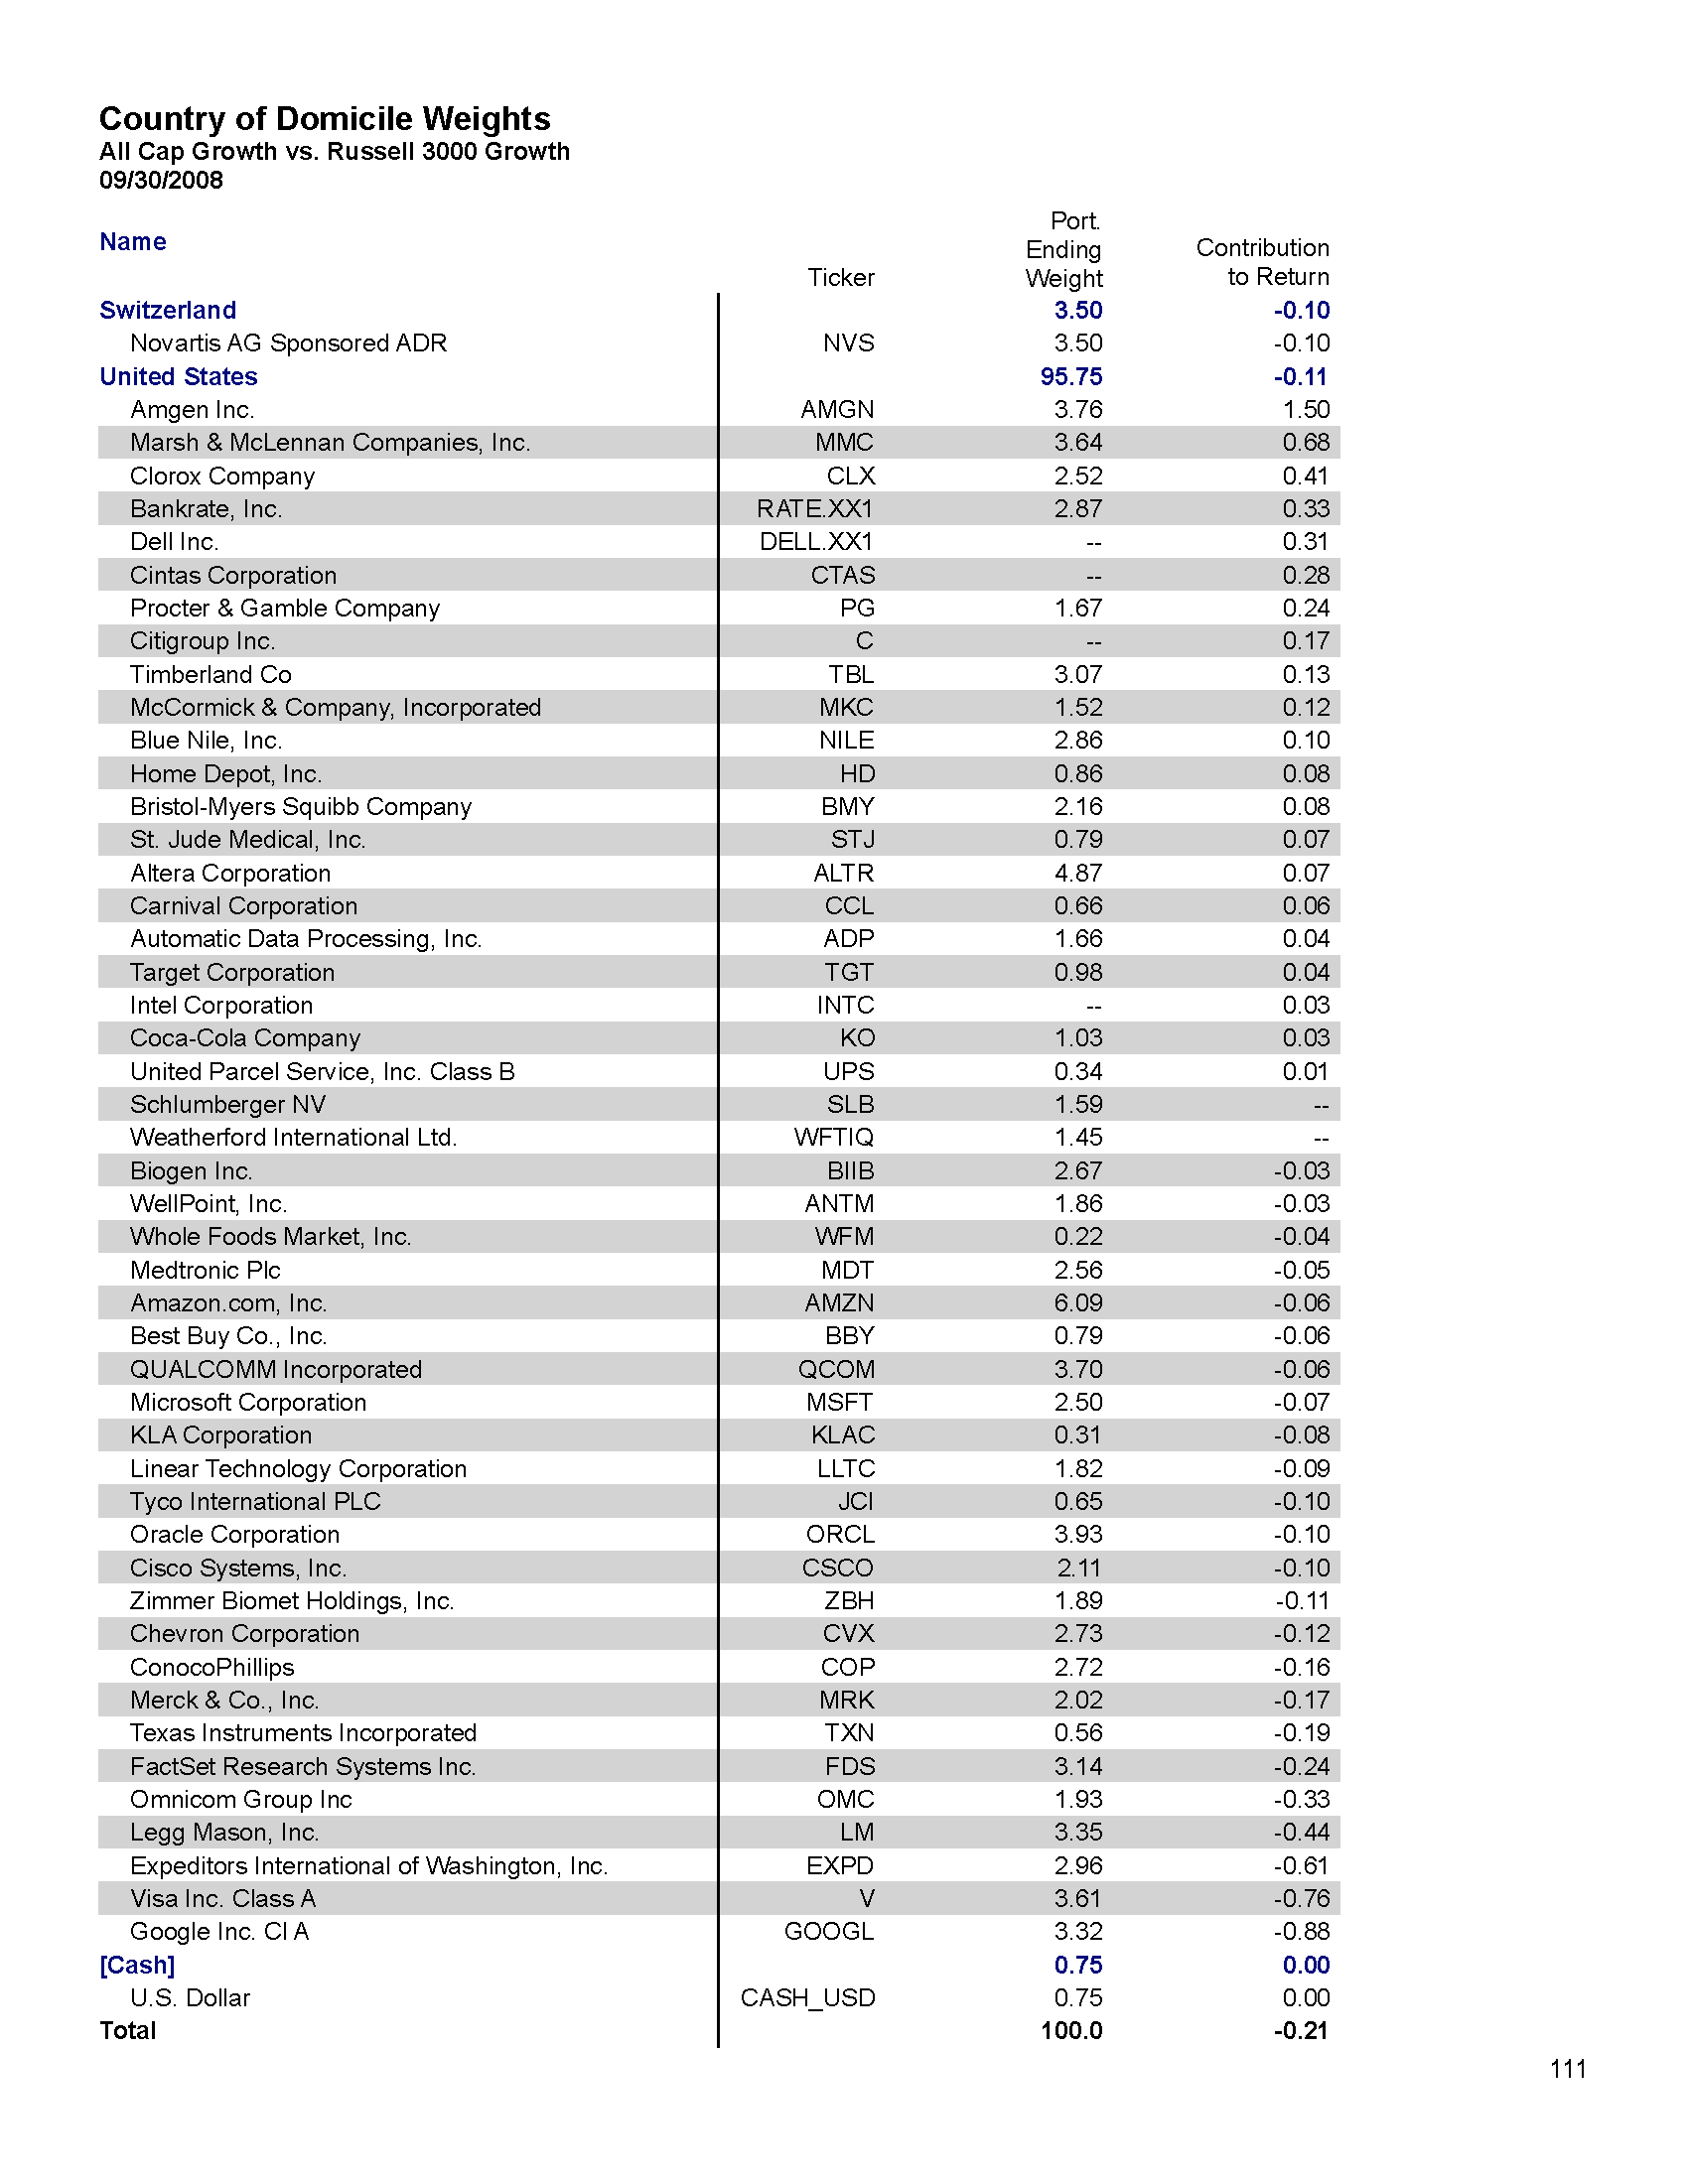 Country of Domicile Weights
All Cap Growth vs. Russell 3000 Growth
09/30/2008
Name Ticker Port. Ending Weight Contribution to Return
Switzerland 3.50 -0.10
Novartis AG Sponsored ADR NVS 3.50 -0.10
United States 95.75 -0.11
Amgen Inc. AMGN 3.76 1.50
Marsh & McLennan Companies, Inc. MMC 3.64 0.68
Clorox Company CLX 2.52 0.41
Bankrate, Inc. RATE.XX1 2.87 0.33
Dell Inc. DELL.XX1 -- 0.31
Cintas Corporation CTAS -- 0.28
Procter & Gamble Company PG 1.67 0.24
Citigroup Inc. C -- 0.17
Timberland Co TBL 3.07 0.13
McCormick & Company, Incorporated MKC 1.52 0.12
Blue Nile, Inc. NILE 2.86 0.10
Home Depot, Inc. HD 0.86 0.08
Bristol-Myers Squibb Company BMY 2.16 0.08
St. Jude Medical, Inc. STJ 0.79 0.07
Altera Corporation ALTR 4.87 0.07
Carnival Corporation CCL 0.66 0.06
Automatic Data Processing, Inc. ADP 1.66 0.04
Target Corporation TGT 0.98 0.04
Intel Corporation INTC -- 0.03
Coca-Cola Company KO 1.03 0.03
United Parcel Service, Inc. Class B UPS 0.34 0.01
Schlumberger NV SLB 1.59 --
Weatherford International Ltd. WFTIQ 1.45 --
Biogen Inc. BIIB 2.67 -0.03
WellPoint, Inc. ANTM 1.86 -0.03
Whole Foods Market, Inc. WFM 0.22 -0.04
Medtronic Plc MDT 2.56 -0.05
Amazon.com, Inc. AMZN 6.09 -0.06
Best Buy Co., Inc. BBY 0.79 -0.06
QUALCOMM Incorporated QCOM 3.70 -0.06
Microsoft Corporation MSFT 2.50 -0.07
KLA Corporation KLAC 0.31 -0.08
Linear Technology Corporation LLTC 1.82 -0.09
Tyco International PLC JCI 0.65 -0.10
Oracle Corporation ORCL 3.93 -0.10
Cisco Systems, Inc. CSCO 2.11 -0.10
Zimmer Biomet Holdings, Inc. ZBH 1.89 -0.11
Chevron Corporation CVX 2.73 -0.12
ConocoPhillips COP 2.72 -0.16
Merck & Co., Inc. MRK 2.02 -0.17
Texas Instruments Incorporated TXN 0.56 -0.19
FactSet Research Systems Inc. FDS 3.14 -0.24
Omnicom Group Inc OMC 1.93 -0.33
Legg Mason, Inc. LM 3.35 -0.44
Expeditors International of Washington, Inc. EXPD 2.96 -0.61
Visa Inc. Class A V 3.61 -0.76
Google Inc. Cl A GOOGL 3.32 -0.88
[Cash] 0.75 0.00
U.S. Dollar CASH_USD 0.75 0.00
Total 100.0 -0.21
111